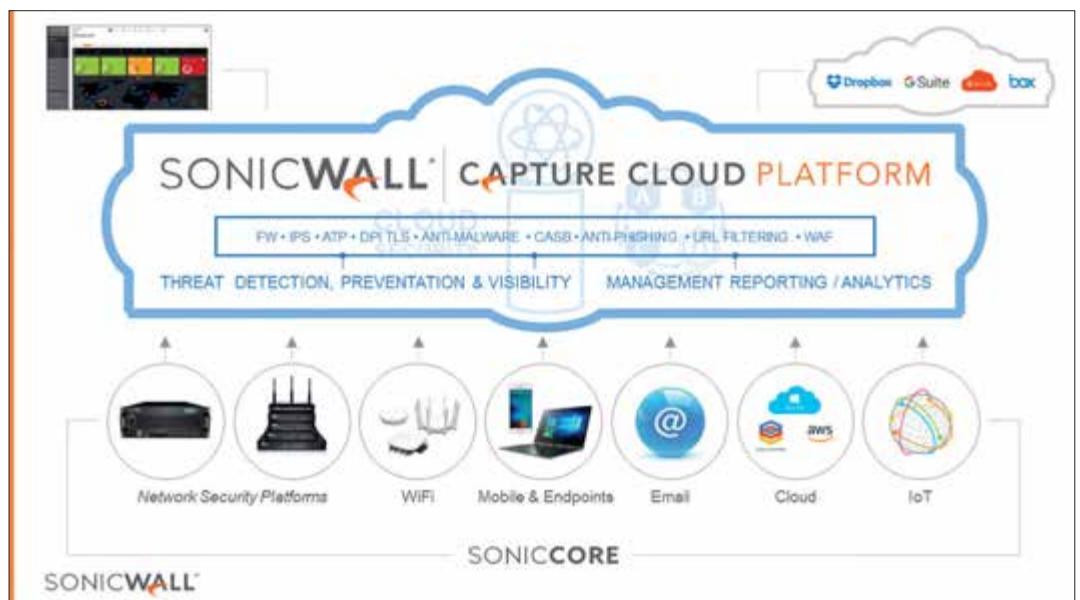 Dropbox G Suite box
SONICWALL CAPTURE CLOUD PLATFORM
CLOUD
A B
FW • IPS • ATP • DPI TLS • ANTI-MALWARE • CASB • ANTI-PHISHING • URL FILTERING • WAF
THREAT DETECTION, PREVENTATION & VISIBILITY MANAGEMENT REPORTING / ANALYTICS
@
aws
Network Security Platforms WiFi Mobile & Endpoints Email Cloud IoT
SONICCORE
SONICWALL